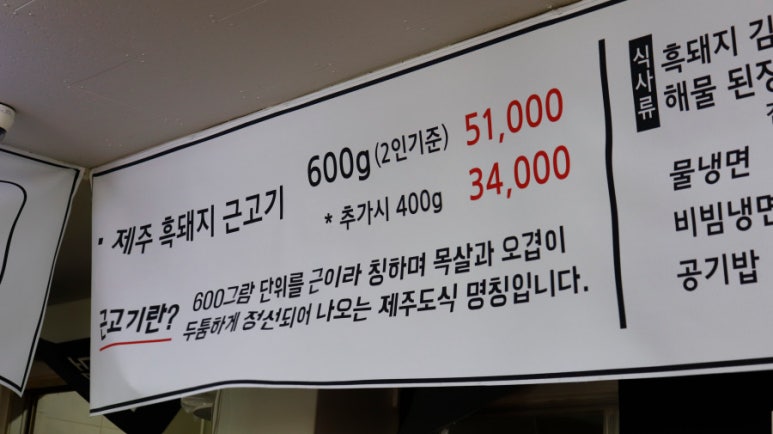 · 제주 흑돼지 근고기 600g (2인기준) 51,000
* 추가시 400g 34,000
근고기란?
600그람 단위를 근이라 칭하며 목살과 오겹이
두툼하게 정선되어 나오는 제주도식 명칭입니다.
식사류
흑돼지 김
해물 된장
물냉면
비빔냉면
공기밥